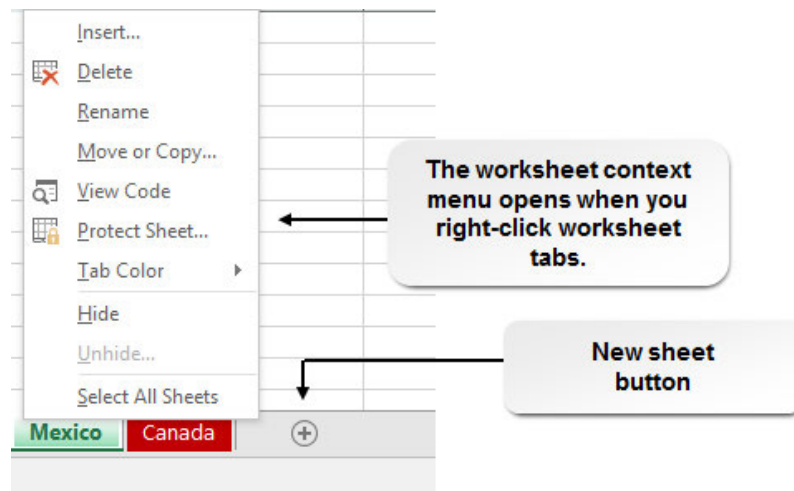 Insert...
Delete
Rename
Move or Copy...
View Code
Protect Sheet...
Tab Color
Hide
Unhide...
Select All Sheets
Mexico Canada
The worksheet context
menu opens when you
right-click worksheet
tabs.
New sheet
button